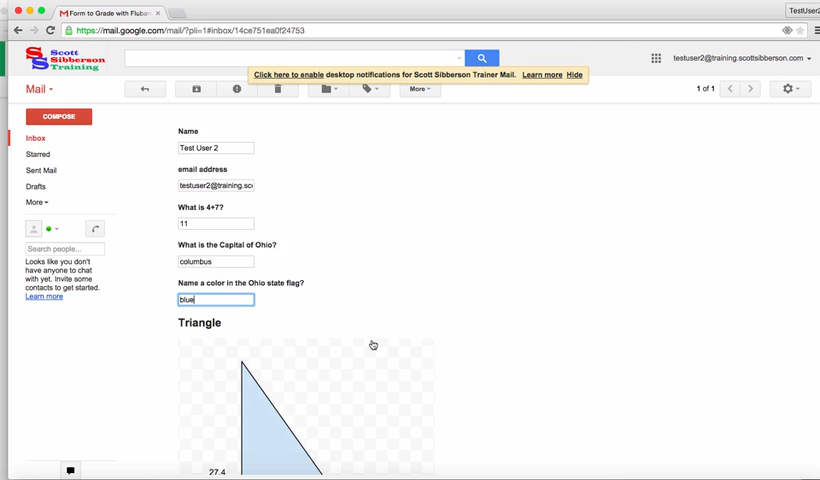 Form to Grade with Flubar
TestUser2
https://mail.google.com/mail/?pli=1#inbox/14ce751ea0f24753
Scott
Sibberson
Training
testuser2@training.scottsibberson.com
Click here to enable desktop notifications for Scott Sibberson Trainer Mail. Learn more Hide
Mail
More
1 of 1
COMPOSE
Inbox
Starred
Sent Mail
Drafts
More
Search people...
Looks like you don't
have anyone to chat
with yet. Invite some
contacts to get started.
Learn more
Name
Test User 2
email address
testuser2@training.sco
What is 4+7?
11
What is the Capital of Ohio?
columbus
Name a color in the Ohio state flag?
blue
Triangle
27.4